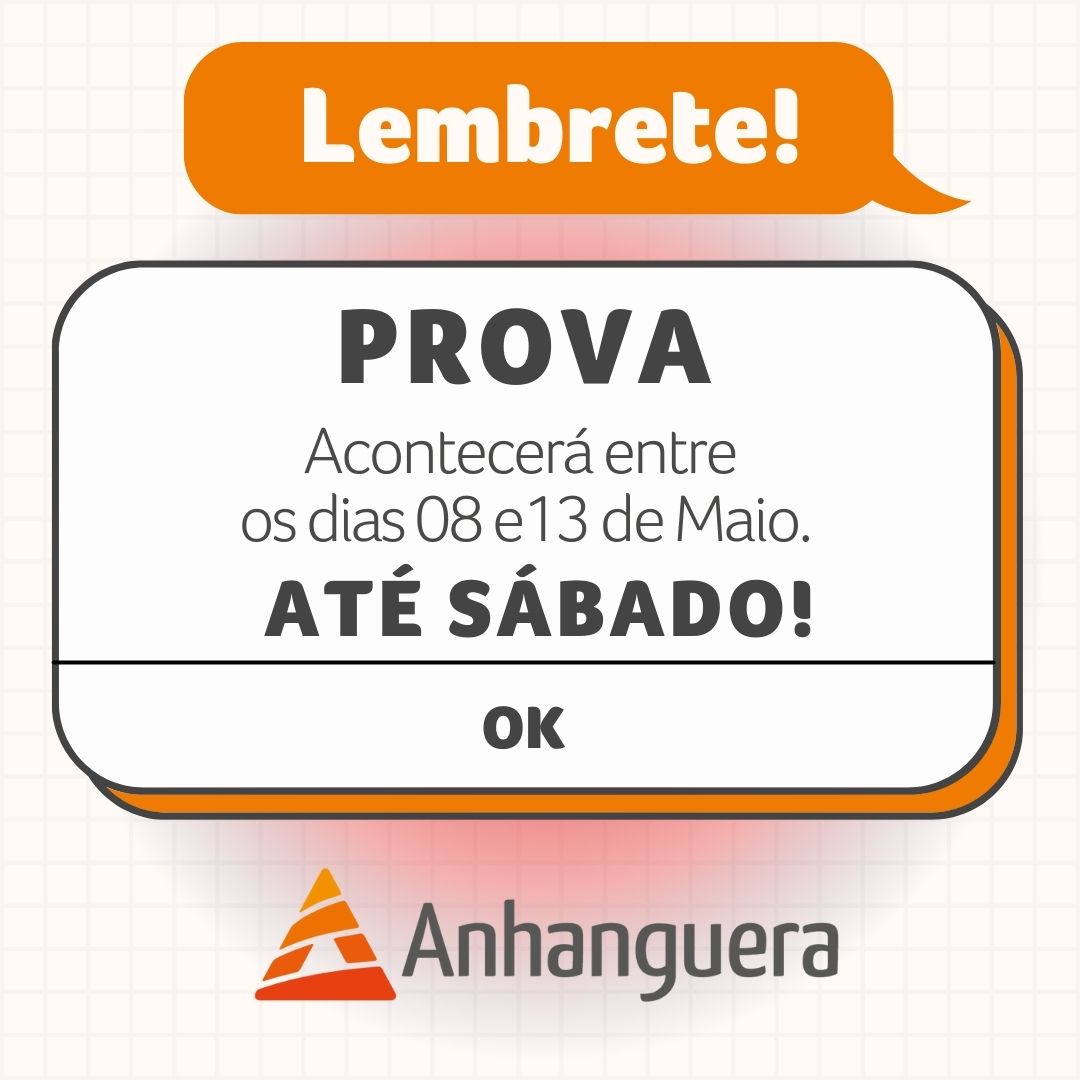 Lembrete!
PROVA
Acontecerá entre
os dias 08 e13 de Maio.
ATÉ SÁBADO!
OK
Anhanguera